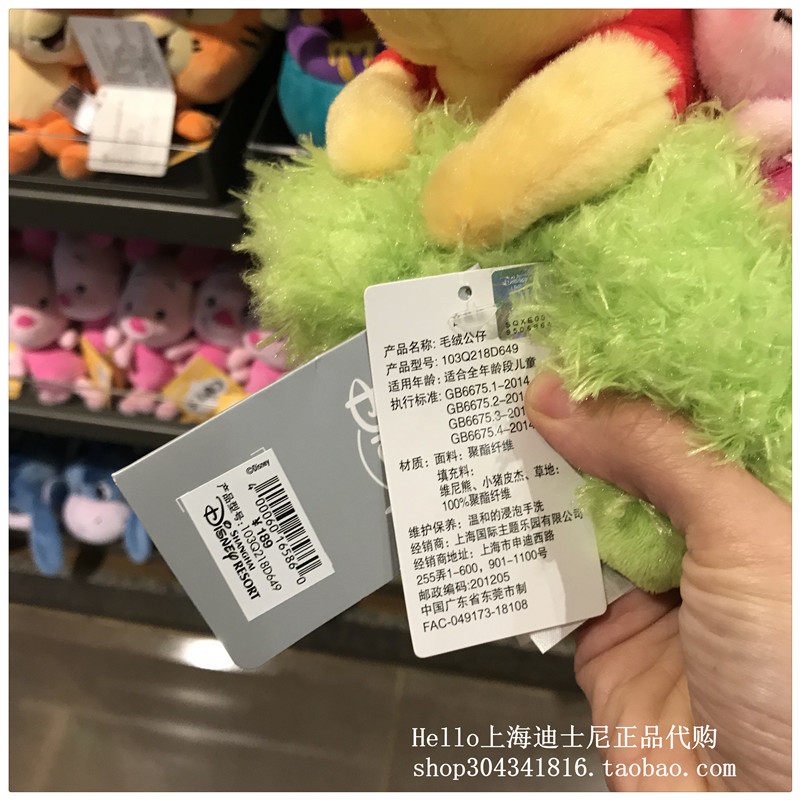 产品名称: 毛绒公仔
产品型号: 103Q218D649
适用年龄: 适合全年龄段儿童
执行标准: GB6675.1-2014
GB6675.2-2014
GB6675.3-2014
GB6675.4-2014
材质: 面料: 聚酯纤维
填充料:
维尼熊、小猪皮杰、草地:
100%聚酯纤维
维护保养: 温和的浸泡手洗
经销商: 上海国际主题乐园有限公司
经销商地址: 上海市申迪西路
255弄1-600, 901-1100号
邮政编码:201205
中国广东省东莞市制
FAC-049173-18108
©Disney
产品型号: 103Q218D649
¥ 189
SHANGHAI
DISNEY RESORT
Hello上海迪士尼正品代购
shop304341816.taobao.com